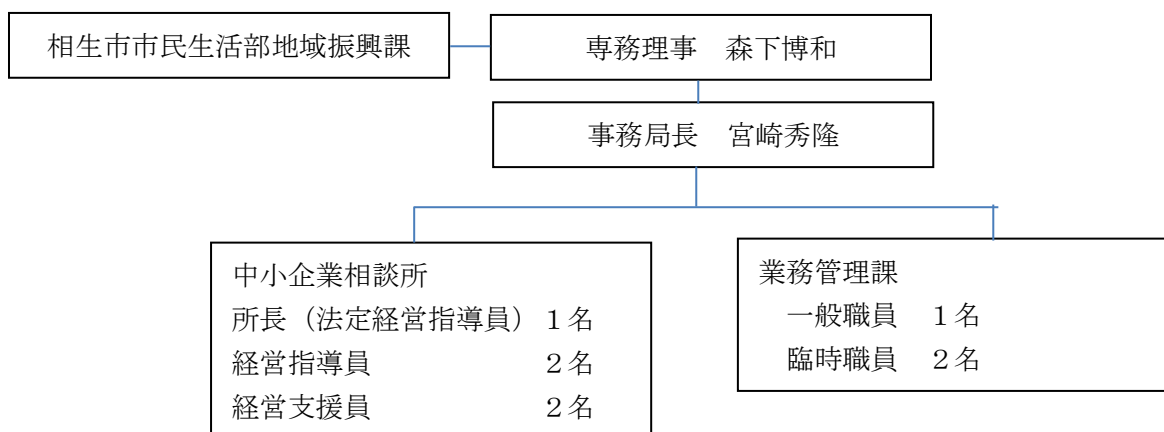 相生市市民生活部地域振興課
専務理事　森下博和
事務局長　宮崎秀隆
中小企業相談所
所長（法定経営指導員）１名
経営指導員　２名
経営支援員　２名
業務管理課
一般職員　１名
臨時職員　２名